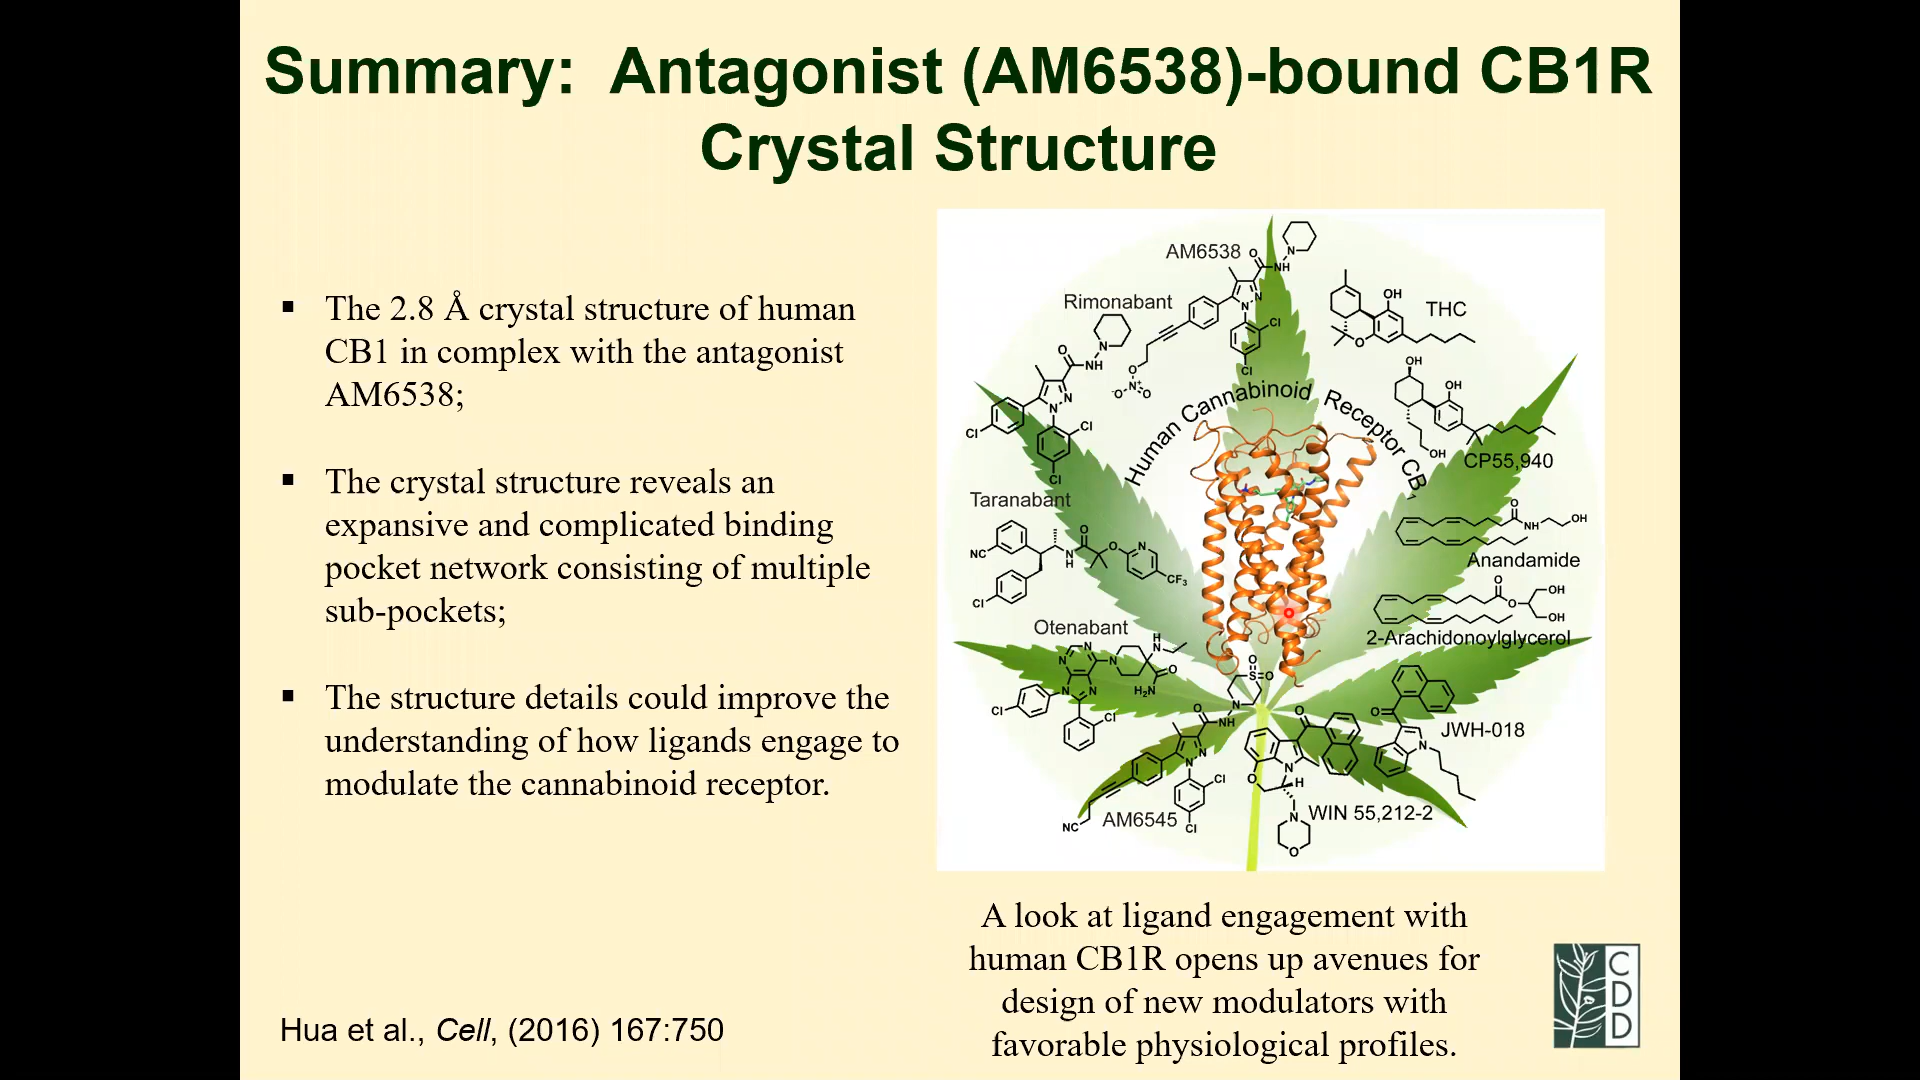 Summary:  Antagonist (AM6538)-bound CB1R
Crystal Structure
▪ The 2.8 Å crystal structure of human
CB1 in complex with the antagonist
AM6538;
▪ The crystal structure reveals an
expansive and complicated binding
pocket network consisting of multiple
sub-pockets;
▪ The structure details could improve the
understanding of how ligands engage to
modulate the cannabinoid receptor.
Hua et al., Cell, (2016) 167:750
AM6538
Rimonabant
THC
Human Cannabinoid Receptor CB1
CP55,940
Taranabant
Anandamide
2-Arachidonoylglycerol
Otenabant
JWH-018
AM6545
WIN 55,212-2
A look at ligand engagement with
human CB1R opens up avenues for
design of new modulators with
favorable physiological profiles.
CDD